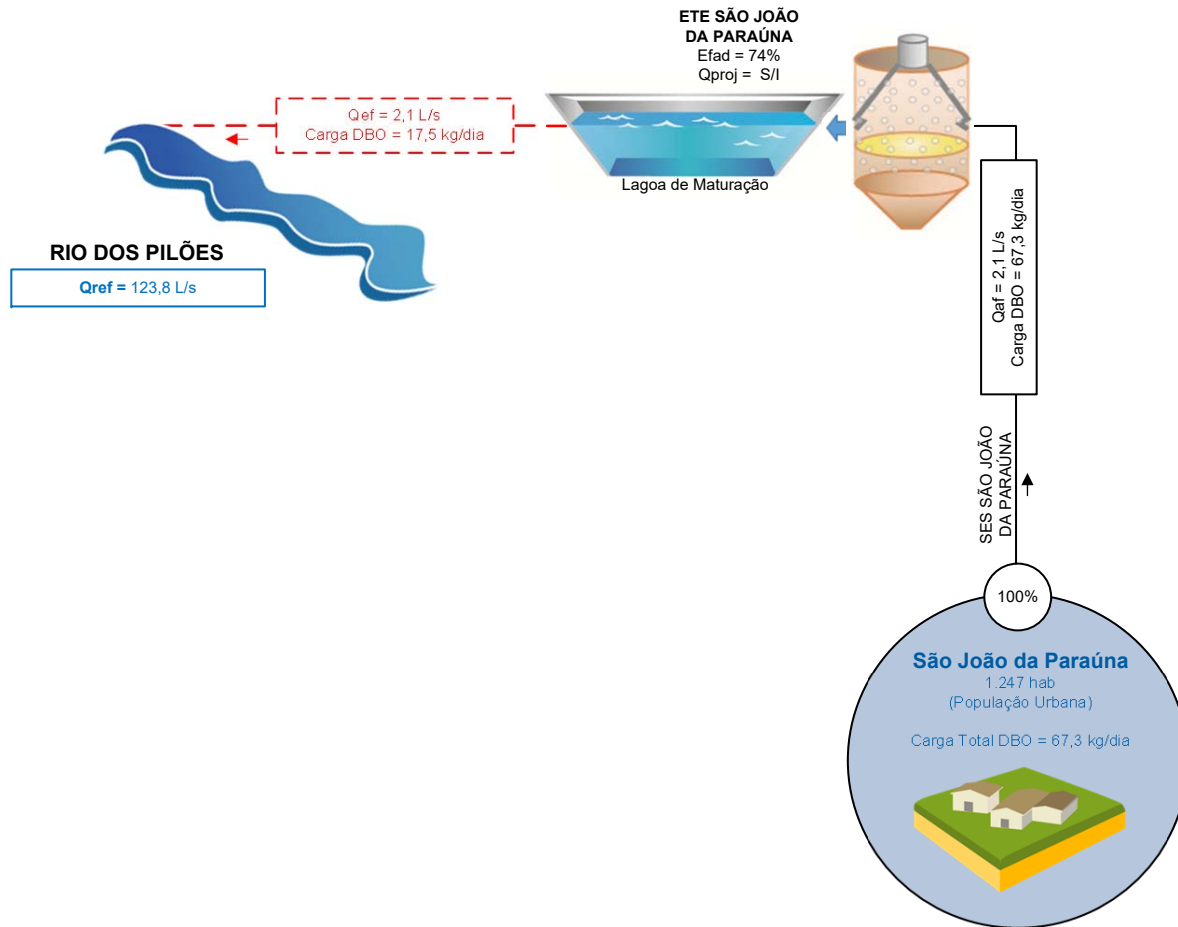 ETE SÃO JOÃO
DA PARAÚNA
Efad = 74%
Qproj = S/I
Qef = 2,1 L/s
Carga DBO = 17,5 kg/dia
Lagoa de Maturação
RIO DOS PILÕES
Qref = 123,8 L/s
Qaf = 2,1 L/s
Carga DBO = 67,3 kg/dia
SES SÃO JOÃO
DA PARAÚNA
100%
São João da Paraúna
1.247 hab
(População Urbana)
Carga Total DBO = 67,3 kg/dia